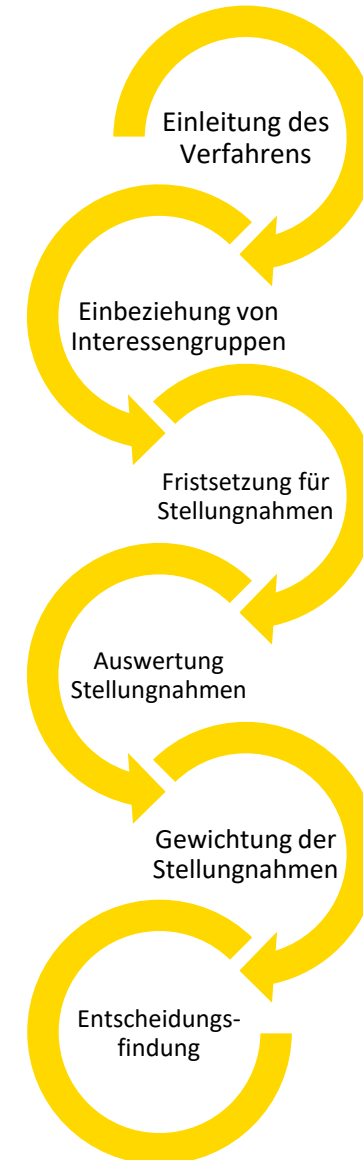 Einleitung des
Verfahrens
Einbeziehung von
Interessengruppen
Fristsetzung für
Stellungnahmen
Auswertung
Stellungnahmen
Gewichtung der
Stellungnahmen
Entscheidungs-
findung